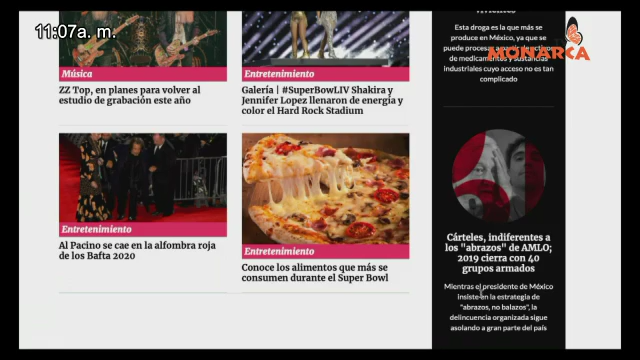 11:07a. m.
MONARCA
Música
ZZ Top, en planes para volver al
estudio de grabación este año
Entretenimiento
Galería | #SuperBowlLIV Shakira y
Jennifer Lopez llenaron de energía y
color el Hard Rock Stadium
Entretenimiento
Al Pacino se cae en la alfombra roja
de los Bafta 2020
Entretenimiento
Conoce los alimentos que más se
consumen durante el Super Bowl
Esta droga es la que más se
produce en México, ya que se
puede procesar
de medicamentos y sustancias
industriales cuyo acceso no es tan
complicado
Cárteles, indiferentes a
los "abrazos" de AMLO;
2019 cierra con 40
grupos armados
Mientras el presidente de México
insiste en la estrategia de
"abrazos, no balazos", la
delincuencia organizada sigue
asolando a gran parte del país